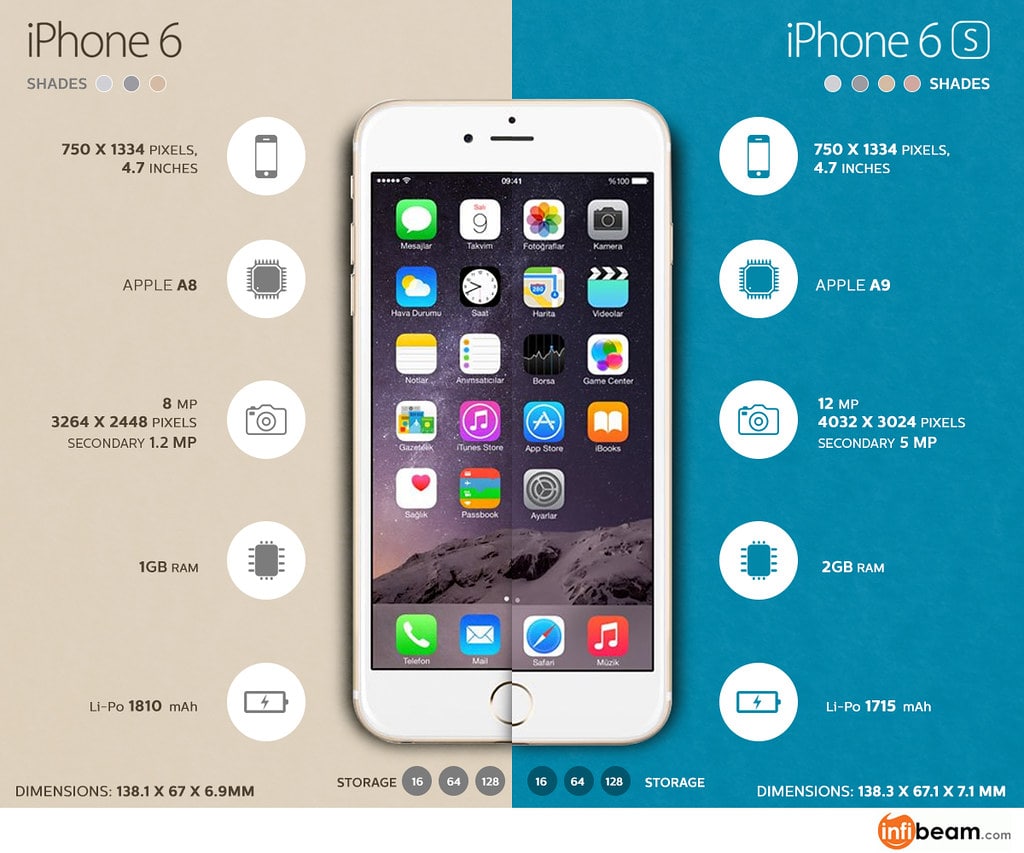 iPhone 6
SHADES
750 X 1334 PIXELS,
4.7 INCHES
APPLE A8
8 MP
3264 X 2448 PIXELS
SECONDARY 1.2 MP
1GB RAM
Li-Po 1810 mAh
STORAGE 16 64 128
DIMENSIONS: 138.1 X 67 X 6.9MM
09:41 %100
Salı
9
Mesajlar Takvim Fotoğraflar Kamera
280
Hava Durumu Saat Harita Videolar
Notlar Anımsatıcılar Borsa Game Center
Gazetelik iTunes Store App Store iBooks
Sağlık Passbook Ayarlar
Telefon Mail Safari Müzik
iPhone 6 S
SHADES
750 X 1334 PIXELS,
4.7 INCHES
APPLE A9
12 MP
4032 X 3024 PIXELS
SECONDARY 5 MP
2GB RAM
Li-Po 1715 mAh
16 64 128 STORAGE
DIMENSIONS: 138.3 X 67.1 X 7.1 MM
infibeam.com